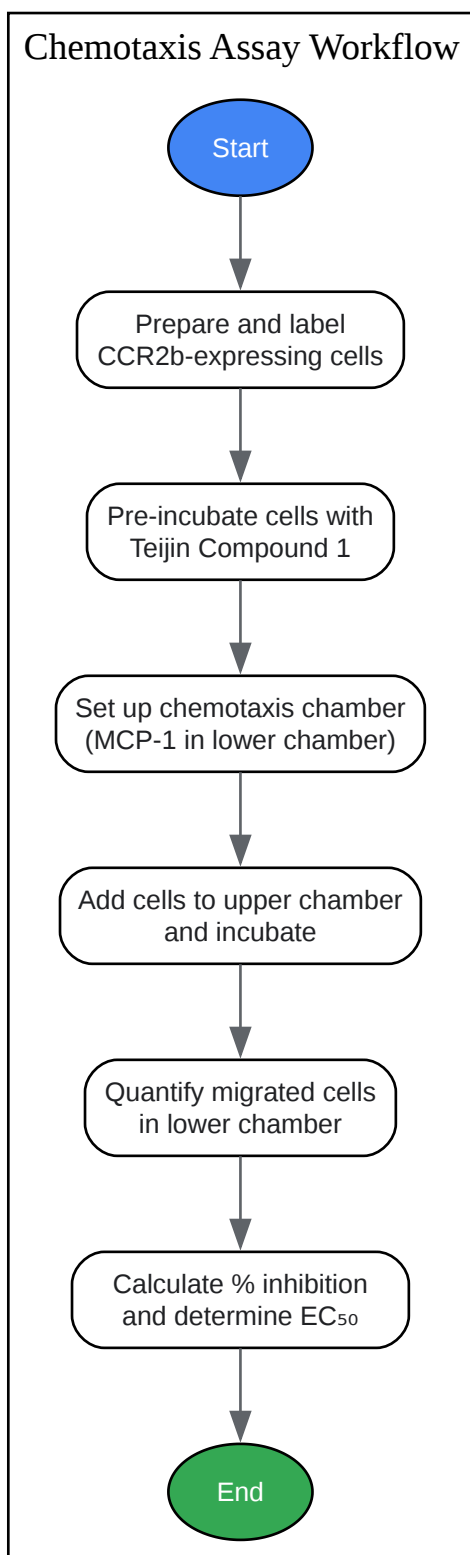 Chemotaxis Assay Workflow
Start
Prepare and label
CCR2b-expressing cells
Pre-incubate cells with
Teijin Compound 1
Set up chemotaxis chamber
(MCP-1 in lower chamber)
Add cells to upper chamber
and incubate
Quantify migrated cells
in lower chamber
Calculate % inhibition
and determine EC₅₀
End